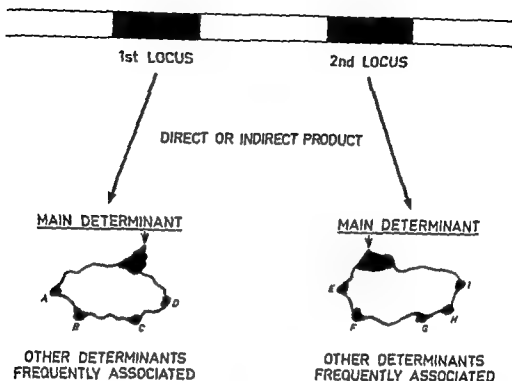 1st LOCUS
2nd LOCUS
DIRECT OR INDIRECT PRODUCT
MAIN DETERMINANT
MAIN DETERMINANT
A
B
C
D
E
F
G
H
I
OTHER DETERMINANTS
FREQUENTLY ASSOCIATED
OTHER DETERMINANTS
FREQUENTLY ASSOCIATED